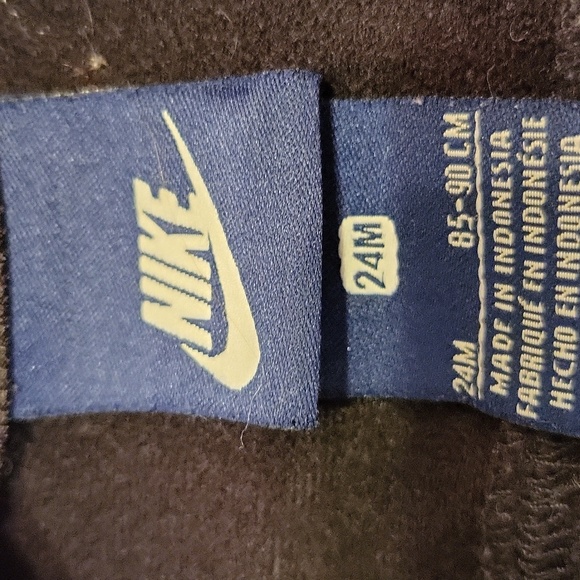 NIKE
24M
24M 85-90 CM
MADE IN INDONESIA
FABRIQUÉ EN INDONÉSIE
HECHO EN INDONESIA